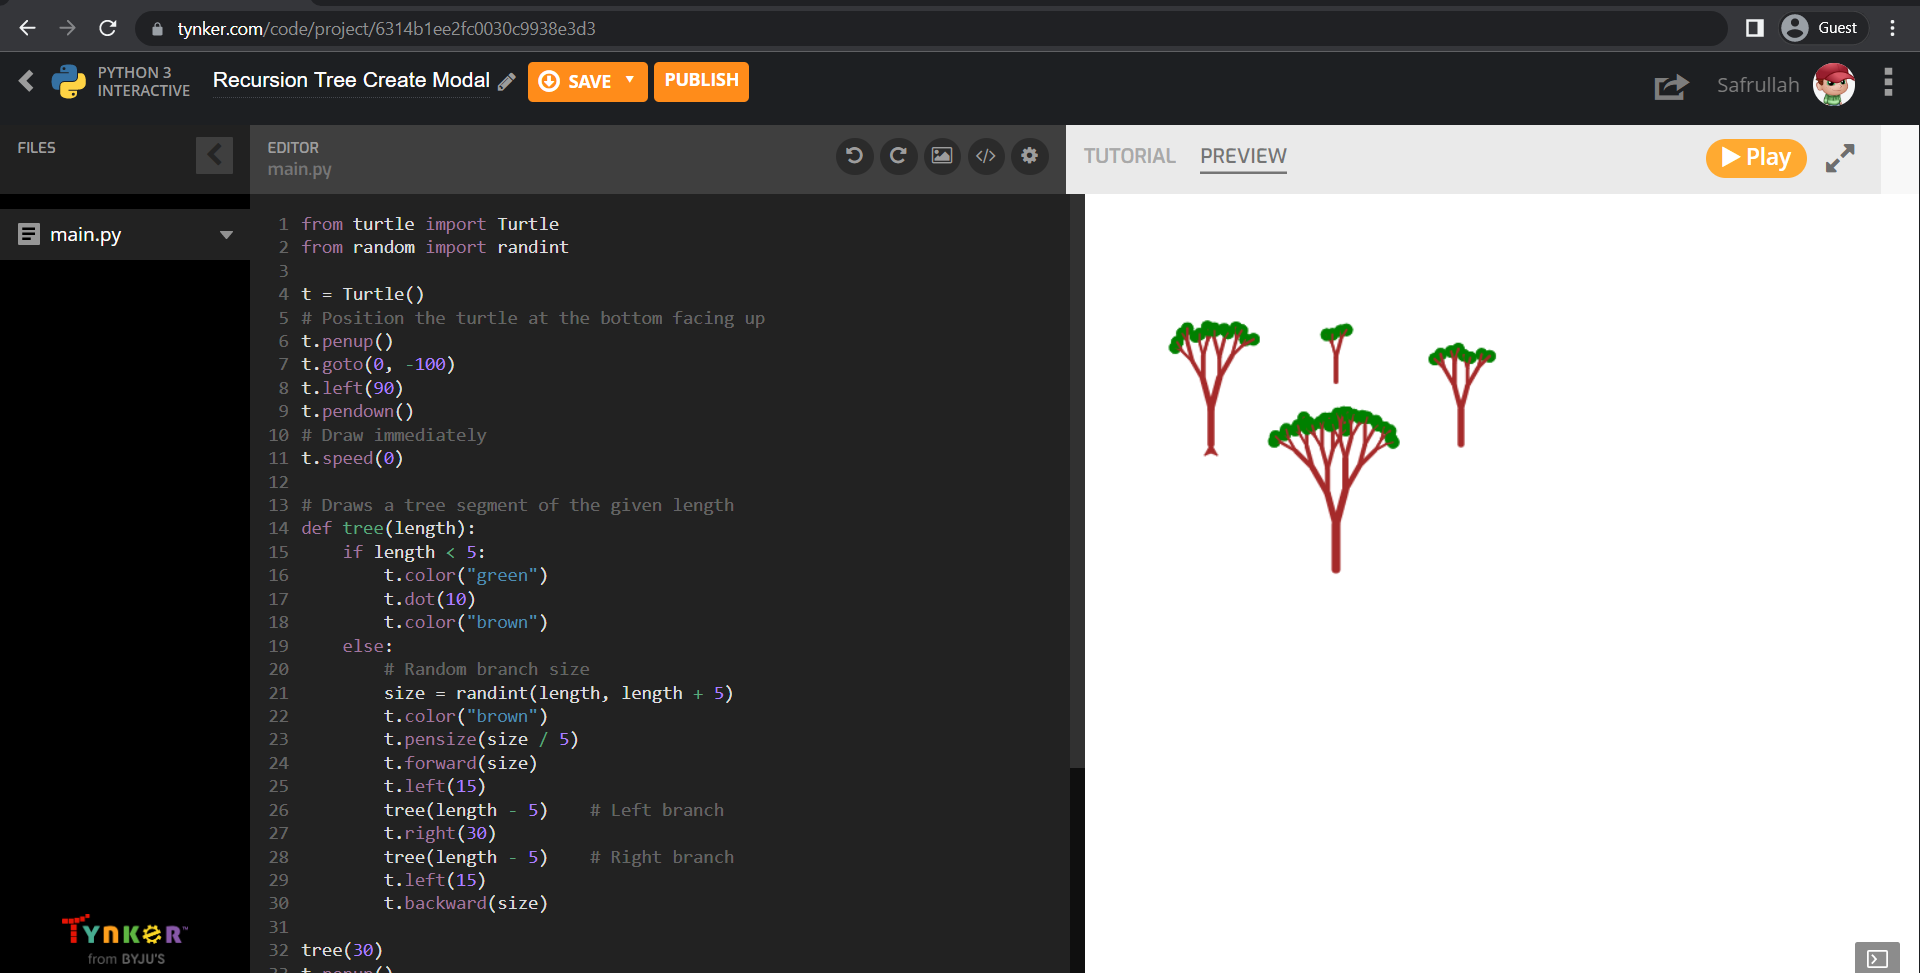 tynker.com/code/project/6314b1ee2fc0030c9938e3d3
Guest
PYTHON 3
INTERACTIVE
Recursion Tree Create Modal
SAVE
PUBLISH
Safrullah
FILES
EDITOR
main.py
TUTORIAL
PREVIEW
Play
main.py
1 from turtle import Turtle
2 from random import randint
3
4 t = Turtle()
5 # Position the turtle at the bottom facing up
6 t.penup()
7 t.goto(0, -100)
8 t.left(90)
9 t.pendown()
10 # Draw immediately
11 t.speed(0)
12
13 # Draws a tree segment of the given length
14 def tree(length):
15     if length < 5:
16         t.color("green")
17         t.dot(10)
18         t.color("brown")
19     else:
20         # Random branch size
21         size = randint(length, length + 5)
22         t.color("brown")
23         t.pensize(size / 5)
24         t.forward(size)
25         t.left(15)
26         tree(length - 5)    # Left branch
27         t.right(30)
28         tree(length - 5)    # Right branch
29         t.left(15)
30         t.backward(size)
31
32 tree(30)
33 t.penup()
TYNKER™
from BYJU'S